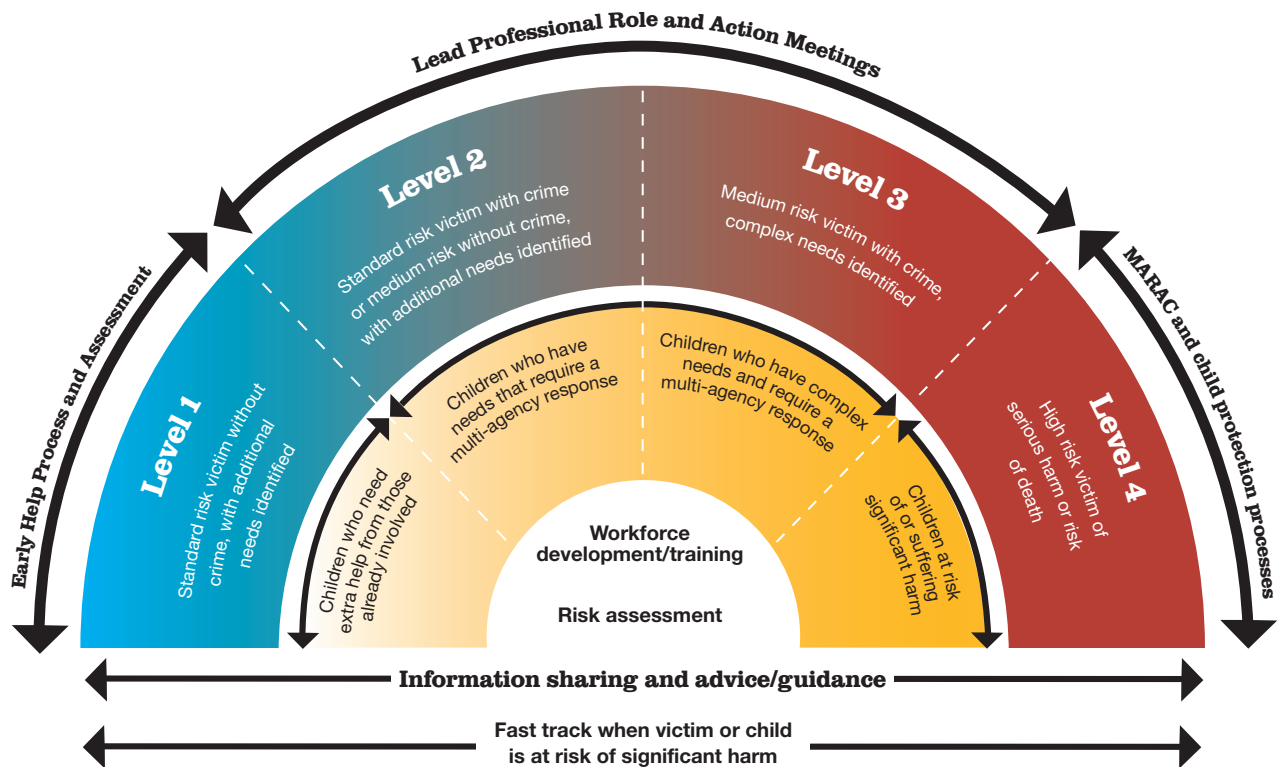 Lead Professional Role and Action Meetings
Early Help Process and Assessment
MARAC and child protection processes
Level 1
Standard risk victim without
crime, with additional
needs identified
Level 2
Standard risk victim with crime
or medium risk without crime,
with additional needs identified
Level 3
Medium risk victim with crime,
complex needs identified
Level 4
High risk victim of
serious harm or risk
of death
Children who need
extra help from those
already involved
Children who have
needs that require a
multi-agency response
Children who have complex
needs and require a
multi-agency response
Children at risk
of or suffering
significant harm
Workforce
development/training
Risk assessment
Information sharing and advice/guidance
Fast track when victim or child
is at risk of significant harm